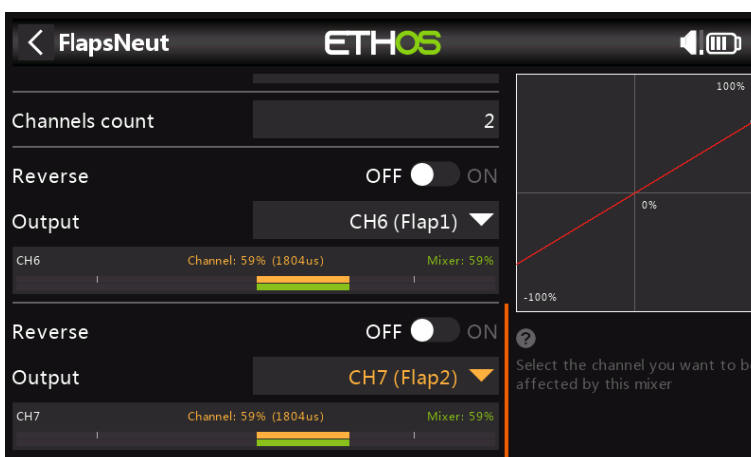 FlapsNeut
ETHOS
Channels count 2
Reverse OFF ON
Output CH6 (Flap1)
CH6 Channel: 59% (1804us) Mixer: 59%
Reverse OFF ON
Output CH7 (Flap2)
CH7 Channel: 59% (1804us) Mixer: 59%
100%
0%
-100%
?
Select the channel you want to b
affected by this mixer